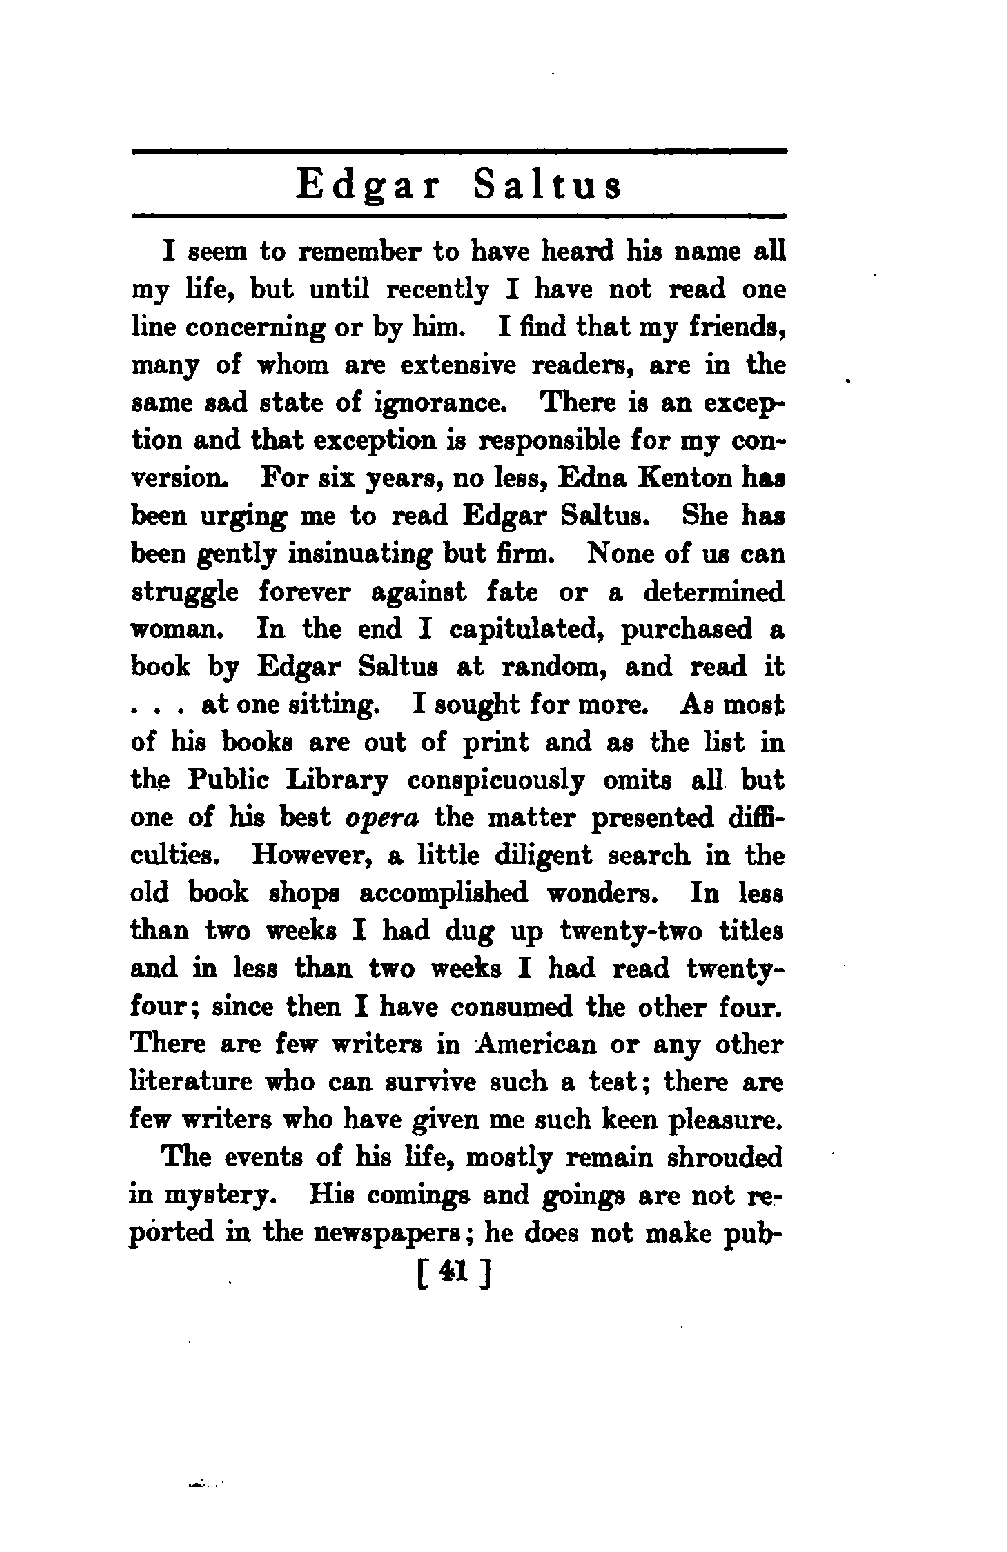 Edgar Saltus
I seem to remember to have heard his name all
my life, but until recently I have not read one
line concerning or by him. I find that my friends,
many of whom are extensive readers, are in the
same sad state of ignorance. There is an excep-
tion and that exception is responsible for my con-
version. For six years, no less, Edna Kenton has
been urging me to read Edgar Saltus. She has
been gently insinuating but firm. None of us can
struggle forever against fate or a determined
woman. In the end I capitulated, purchased a
book by Edgar Saltus at random, and read it
. . . at one sitting. I sought for more. As most
of his books are out of print and as the list in
the Public Library conspicuously omits all but
one of his best opera the matter presented diffi-
culties. However, a little diligent search in the
old book shops accomplished wonders. In less
than two weeks I had dug up twenty-two titles
and in less than two weeks I had read twenty-
four; since then I have consumed the other four.
There are few writers in American or any other
literature who can survive such a test; there are
few writers who have given me such keen pleasure.
The events of his life, mostly remain shrouded
in mystery. His comings and goings are not re-
ported in the newspapers; he does not make pub-
[ 41 ]